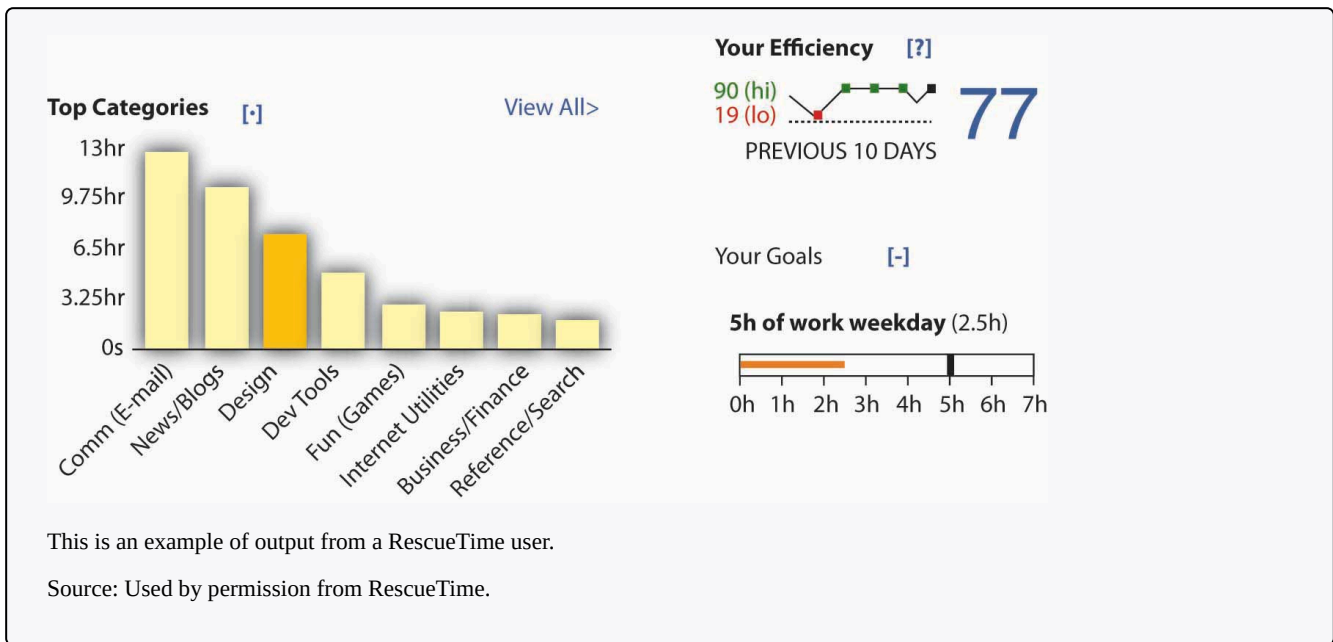 Top Categories [·] View All>
13hr
9.75hr
6.5hr
3.25hr
0s
Comm (E-mail)
News/Blogs
Design
Dev Tools
Fun (Games)
Internet Utilities
Business/Finance
Reference/Search
Your Efficiency [?]
90 (hi)
19 (lo)
77
PREVIOUS 10 DAYS
Your Goals [-]
5h of work weekday (2.5h)
0h 1h 2h 3h 4h 5h 6h 7h
This is an example of output from a RescueTime user.
Source: Used by permission from RescueTime.